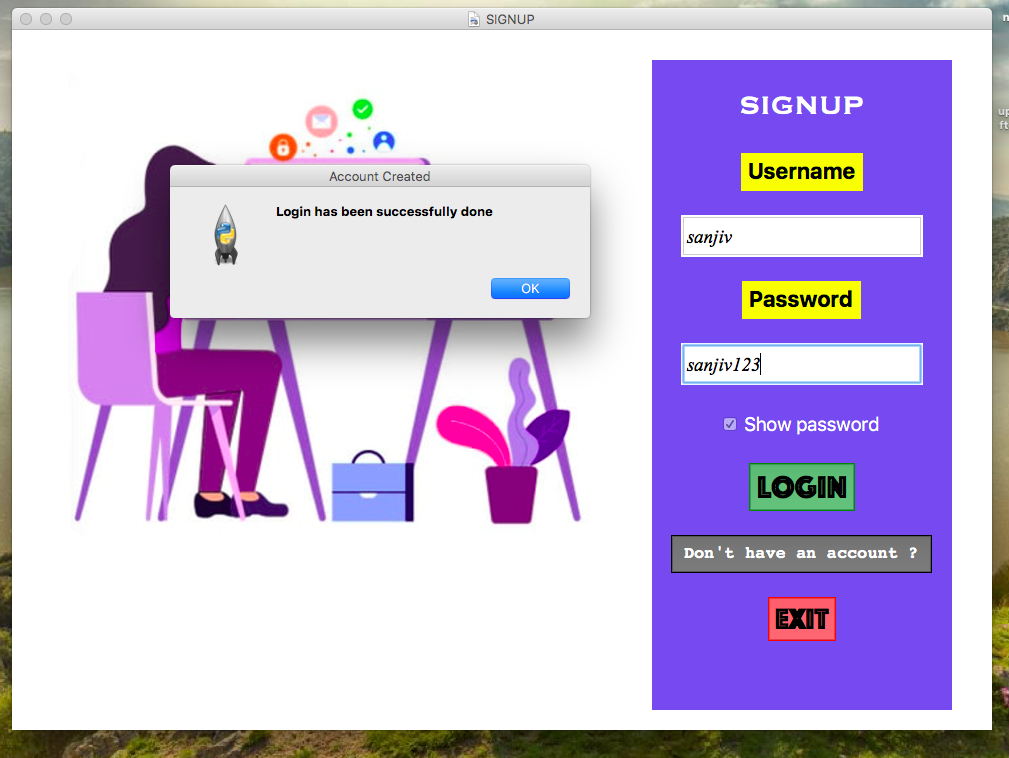 SIGNUP
SIGNUP
Username
Account Created
Login has been successfully done
sanjiv
OK
Password
sanjiv123
Show password
LOGIN
Don't have an account ?
EXIT